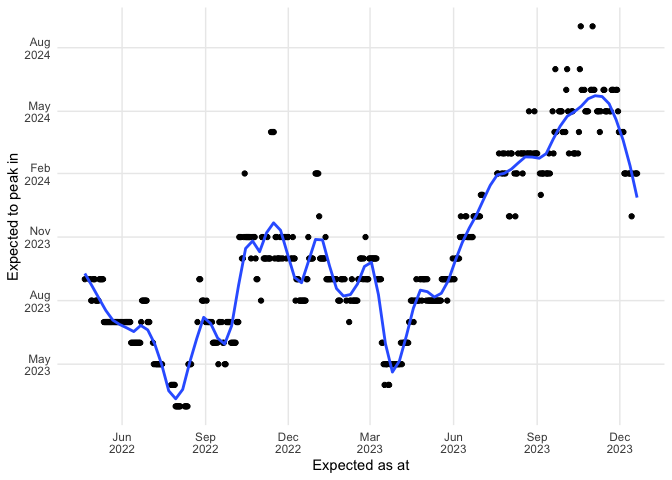 Expected to peak in
Aug
2024
May
2024
Feb
2024
Nov
2023
Aug
2023
May
2023
Jun
2022
Sep
2022
Dec
2022
Mar
2023
Jun
2023
Sep
2023
Dec
2023
Expected as at